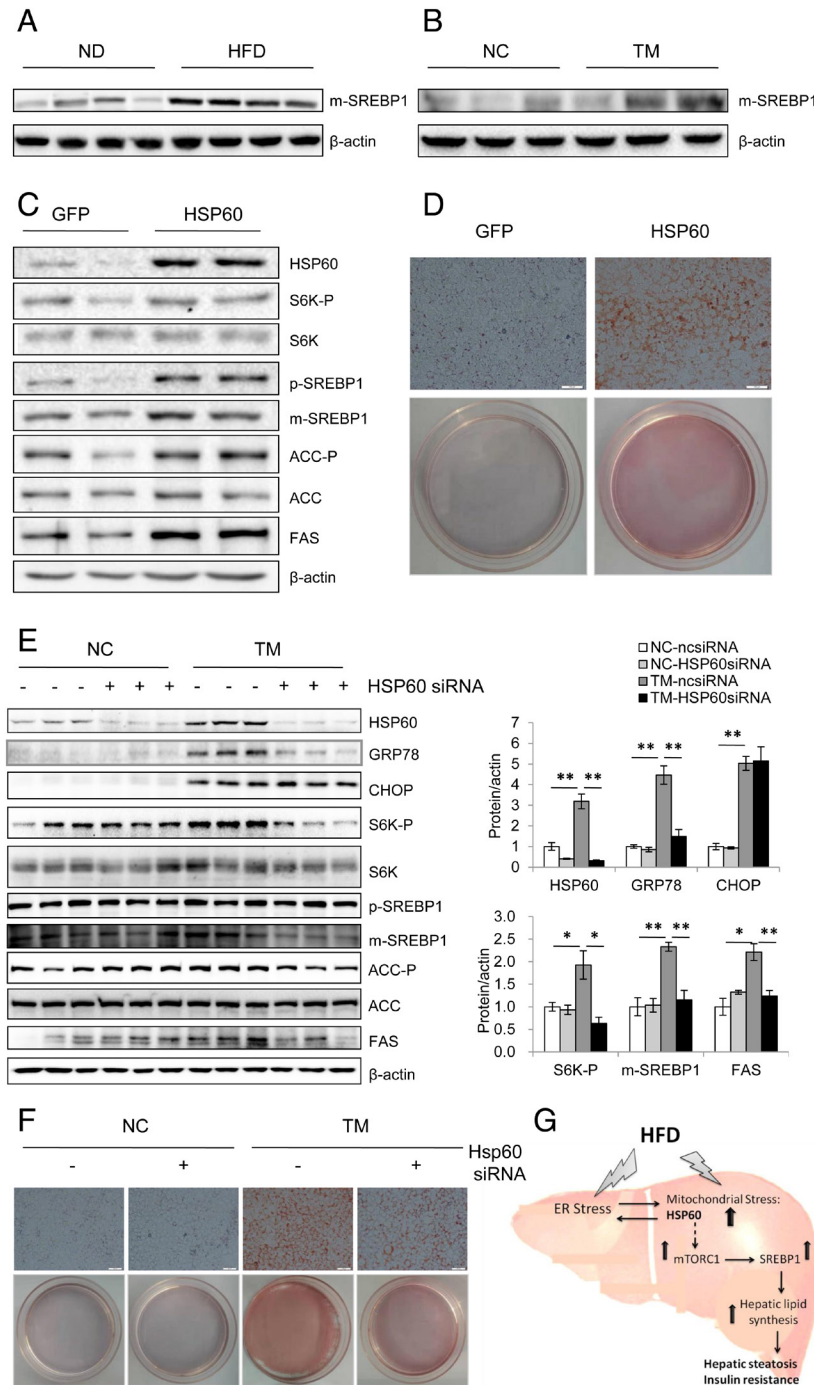 A
ND HFD
m-SREBP1
β-actin
B
NC TM
m-SREBP1
β-actin
C
GFP HSP60
HSP60
S6K-P
S6K
p-SREBP1
m-SREBP1
ACC-P
ACC
FAS
β-actin
D
GFP HSP60
E
NC TM
- - - + + + - - - + + + HSP60 siRNA
HSP60
GRP78
CHOP
S6K-P
S6K
p-SREBP1
m-SREBP1
ACC-P
ACC
FAS
β-actin
NC-ncsiRNA
NC-HSP60siRNA
TM-ncsiRNA
TM-HSP60siRNA
Protein/actin
7
6
5
4
3
2
1
0
** ** ** ** **
HSP60 GRP78 CHOP
Protein/actin
2.5
2.0
1.5
1.0
0.5
0.0
* * ** ** * **
S6K-P m-SREBP1 FAS
F
NC TM
- + - + Hsp60
siRNA
G
HFD
ER Stress
Mitochondrial Stress:
HSP60
mTORC1 SREBP1
Hepatic lipid
synthesis
Hepatic steatosis
Insulin resistance